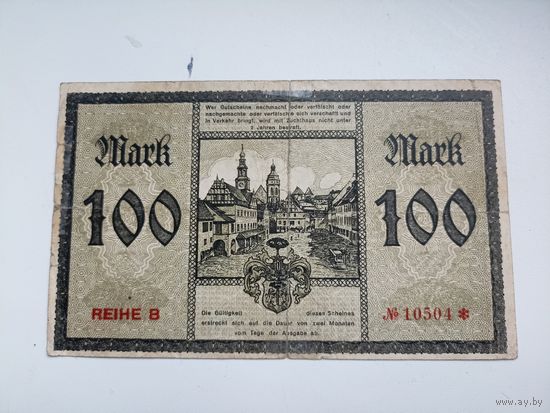 Wer Gutscheine nachmacht oder verfälscht oder
nachgemachte oder verfälschte sich verschafft und
in Verkehr bringt, wird mit Zuchthaus nicht unter
2 Jahren bestraft.
Mark
100
Mark
100
REIHE B
№ 10504 *
Die Gültigkeit dieses Scheines
erstreckt sich auf die Dauer von zwei Monaten
vom Tage der Ausgabe ab.
www.ay.by